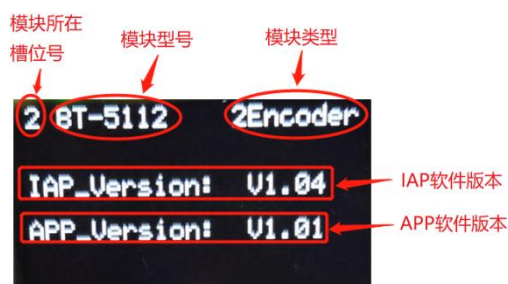 模块所在
槽位号
模块型号
模块类型
2 BT-5112 2Encoder
IAP_Version: V1.04
IAP软件版本
APP_Version: V1.01
APP软件版本